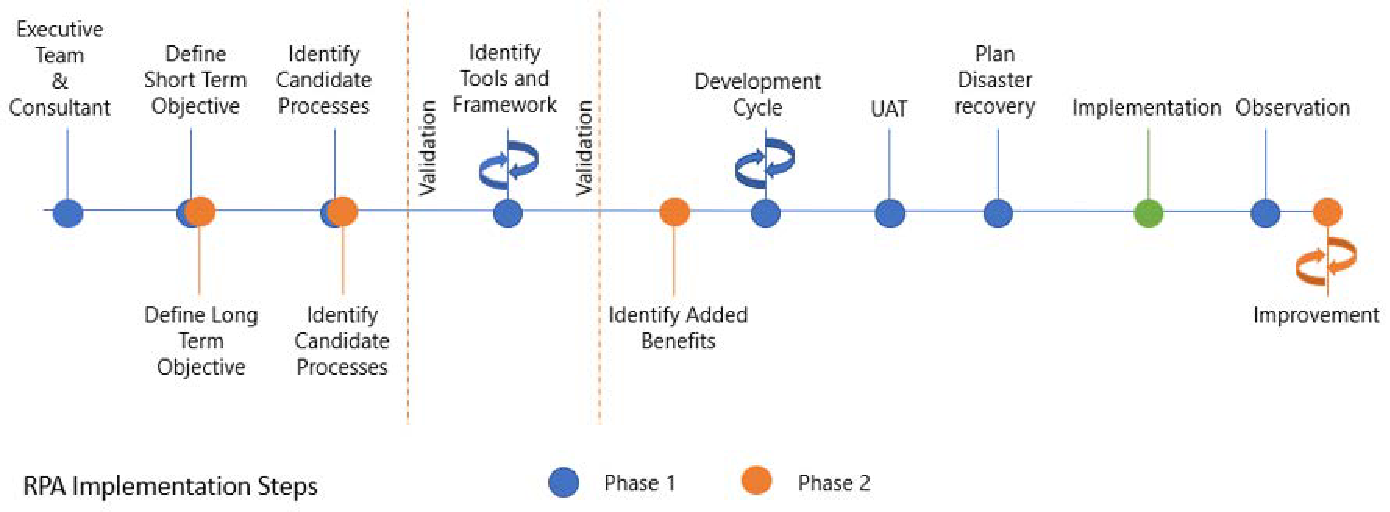 Executive
Team
&
Consultant
Define
Short Term
Objective
Identify
Candidate
Processes
Validation
Identify
Tools and
Framework
Validation
Development
Cycle
UAT
Plan
Disaster
recovery
Implementation
Observation
Define Long
Term
Objective
Identify
Candidate
Processes
Identify Added
Benefits
Improvement
RPA Implementation Steps
Phase 1
Phase 2